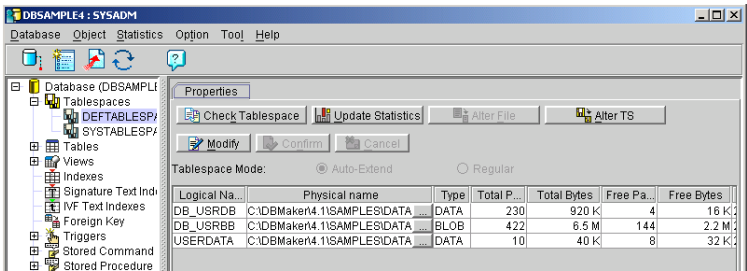 DBSAMPLE4 : SYSADM
Database Object Statistics Option Tool Help
Database (DBSAMPLE
Tablespaces
DEFTABLESPA
SYSTABLESPA
Tables
Views
Indexes
Signature Text Inde
IVF Text Indexes
Foreign Key
Triggers
Stored Command
Stored Procedure
Properties
Check Tablespace Update Statistics Alter File Alter TS
Modify Confirm Cancel
Tablespace Mode: Auto-Extend Regular
Logical Na... Physical name Type Total P... Total Bytes Free Pa... Free Bytes
DB_USRDB C:\DBMaker\4.1\SAMPLES\DATA ... DATA 230 920 K 4 16 K
DB_USRBB C:\DBMaker\4.1\SAMPLES\DATA ... BLOB 422 6.5 M 144 2.2 M
USERDATA C:\DBMaker\4.1\SAMPLES\DATA ... DATA 10 40 K 8 32 K